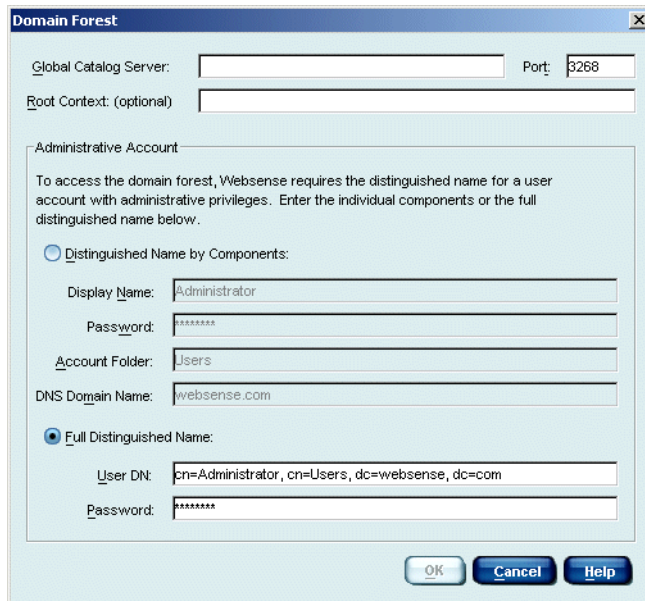 Domain Forest
Global Catalog Server: Port: 3268
Root Context: (optional)
Administrative Account
To access the domain forest, Websense requires the distinguished name for a user
account with administrative privileges. Enter the individual components or the full
distinguished name below.
Distinguished Name by Components:
Display Name: Administrator
Password: ********
Account Folder: Users
DNS Domain Name: websense.com
Full Distinguished Name:
User DN: cn=Administrator, cn=Users, dc=websense, dc=com
Password: ********
OK Cancel Help